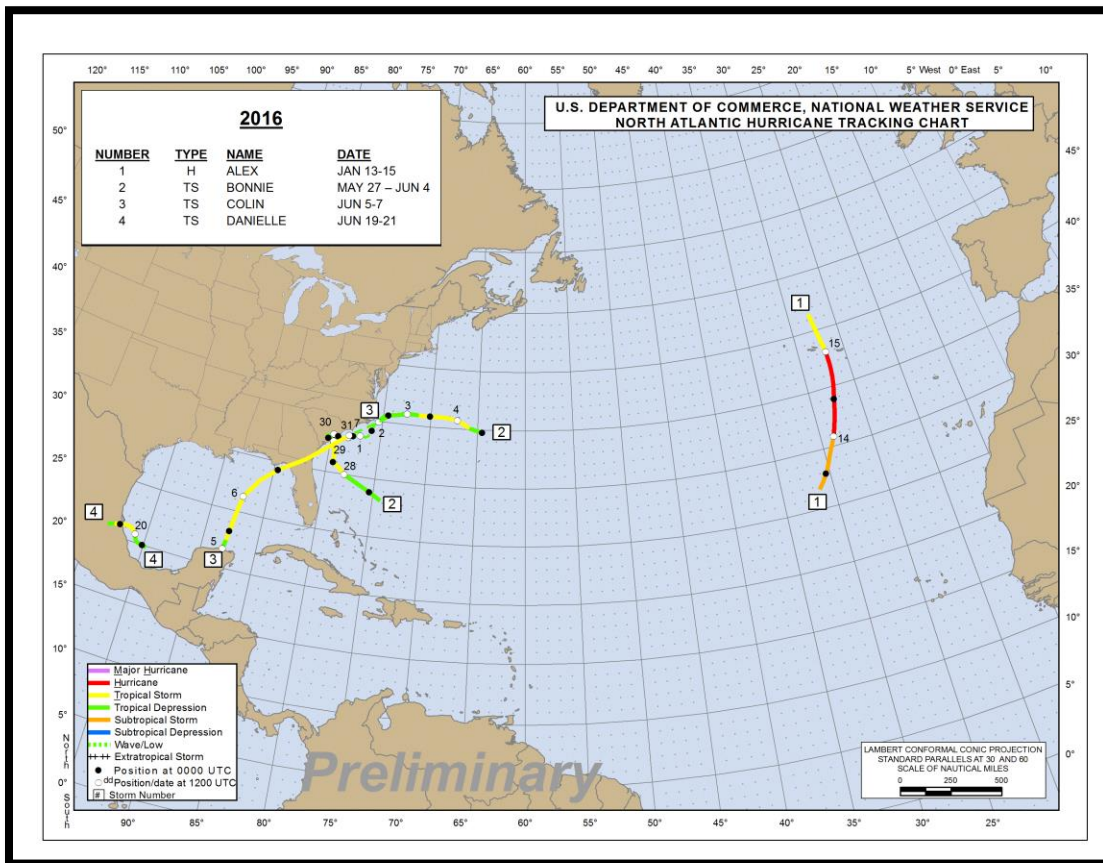 120° 115° 110° 105° 100° 95° 90° 85° 80° 75° 70° 65° 60° 55° 50° 45° 40° 35° 30° 25° 20° 15° 5° West 0° East 5° 10°
U.S. DEPARTMENT OF COMMERCE, NATIONAL WEATHER SERVICE
NORTH ATLANTIC HURRICANE TRACKING CHART
2016
NUMBER TYPE NAME DATE
1 H ALEX JAN 13-15
2 TS BONNIE MAY 27 – JUN 4
3 TS COLIN JUN 5-7
4 TS DANIELLE JUN 19-21
50°
45°
40°
35°
30°
25°
20°
15°
10°
5°
0°
North
South
45°
40°
35°
30°
25°
20°
15°
10°
5°
0°
1
15
14
1
3
3
4
2
30
31
7
1
2
29
28
2
6
5
3
4
20
4
Major Hurricane
Hurricane
Tropical Storm
Tropical Depression
Subtropical Storm
Subtropical Depression
Wave/Low
Extratropical Storm
Position at 0000 UTC
dd Position/date at 1200 UTC
# Storm Number
Preliminary
LAMBERT CONFORMAL CONIC PROJECTION
STANDARD PARALLELS AT 30 AND 60
SCALE OF NAUTICAL MILES
0 250 500
90° 85° 80° 75° 70° 65° 60° 55° 50° 45° 40° 35° 30° 25°